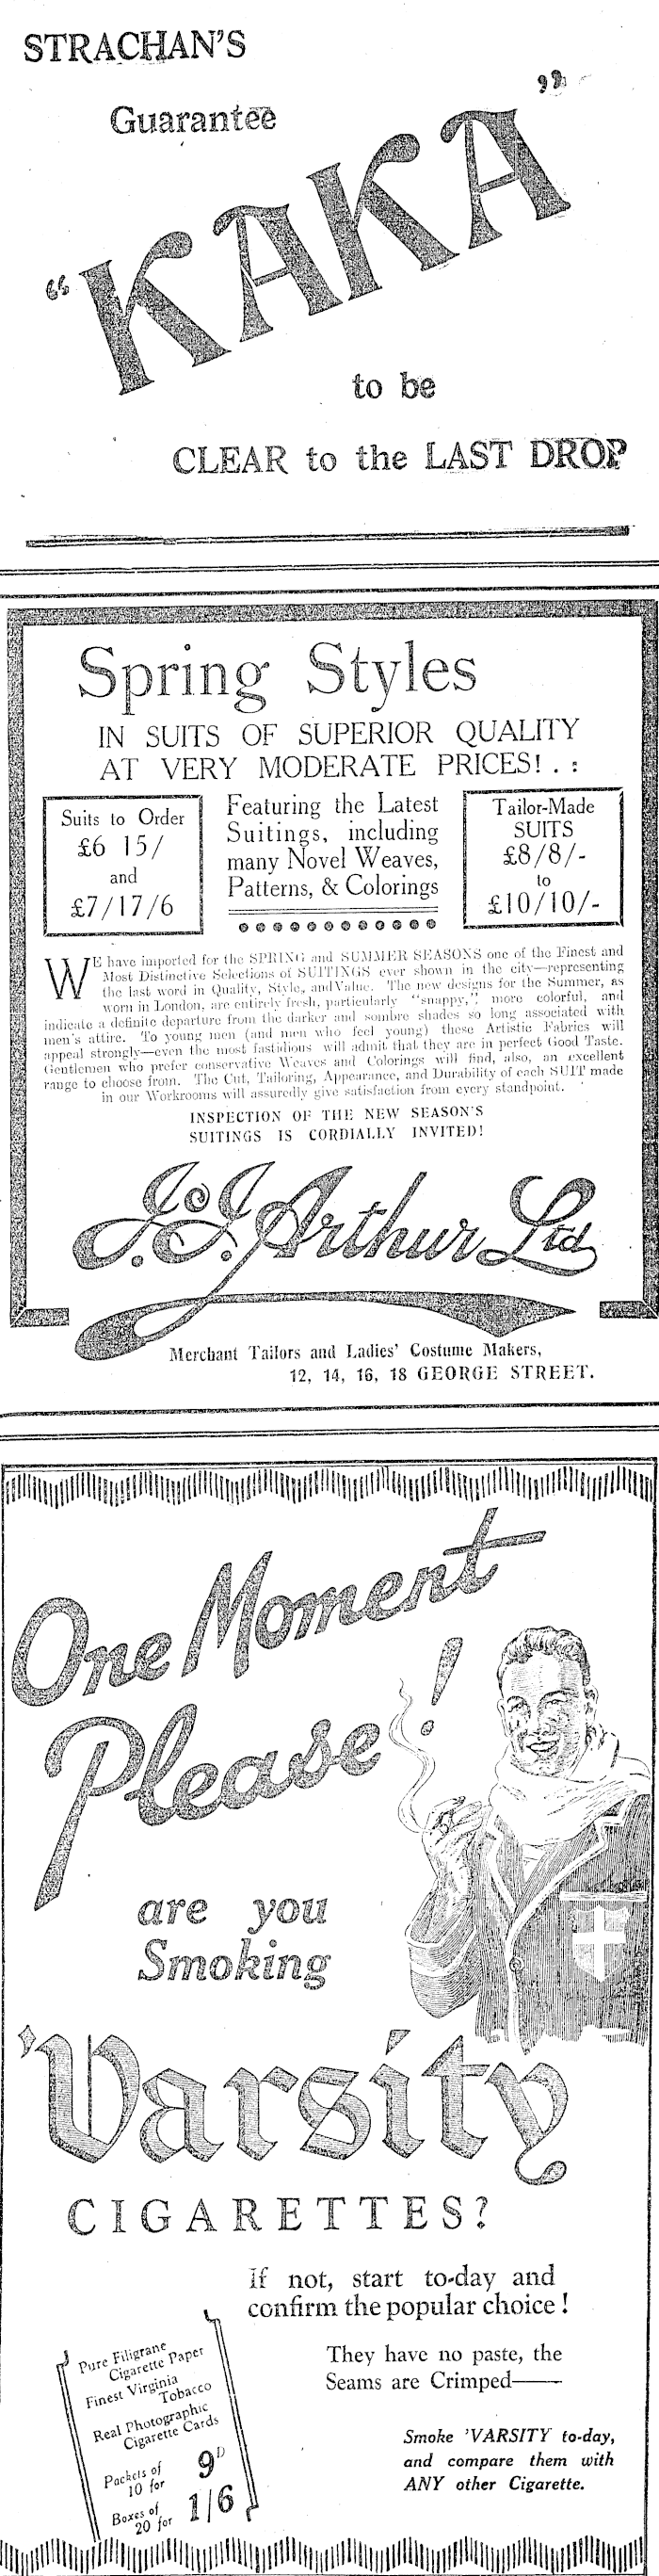 STRACHAN'S
Guarantee
"KAKA"
to be
CLEAR to the LAST DROP
Spring Styles
IN SUITS OF SUPERIOR QUALITY
AT VERY MODERATE PRICES! . :
Suits to Order
£6 15/
and
£7/17/6
Featuring the Latest
Suitings, including
many Novel Weaves,
Patterns, & Colorings
Tailor-Made
SUITS
£8/8/-
to
£10/10/-
WE have imported for the SPRING and SUMMER SEASONS one of the Finest and
Most Distinctive Selections of SUITINGS ever shown in the city—representing
the last word in Quality, Style, and Value. The new designs for the Summer, as
worn in London, are entirely fresh, particularly "snappy," more colorful, and
indicate a definite departure from the darker and sombre shades so long associated with
men's attire. To young men (and men who feel young) these Artistic Fabrics will
appeal strongly—even the most fastidious will admit that they are in perfect Good Taste.
Gentlemen who prefer conservative Weaves and Colorings will find, also, an excellent
range to choose from. The Cut, Tailoring, Appearance, and Durability of each SUIT made
in our Workrooms will assuredly give satisfaction from every standpoint.
INSPECTION OF THE NEW SEASON'S
SUITINGS IS CORDIALLY INVITED!
J. & J. Arthur Ltd
Merchant Tailors and Ladies' Costume Makers,
12, 14, 16, 18 GEORGE STREET.
One Moment
Please!
are you
Smoking
'Varsity
CIGARETTES?
If not, start to-day and
confirm the popular choice!
They have no paste, the
Seams are Crimped——
Smoke 'VARSITY to-day,
and compare them with
ANY other Cigarette.
Pure Filigrane
Cigarette Paper
Finest Virginia
Tobacco
Real Photographic
Cigarette Cards
Packets of
10 for 9D
Boxes of
20 for 1/6